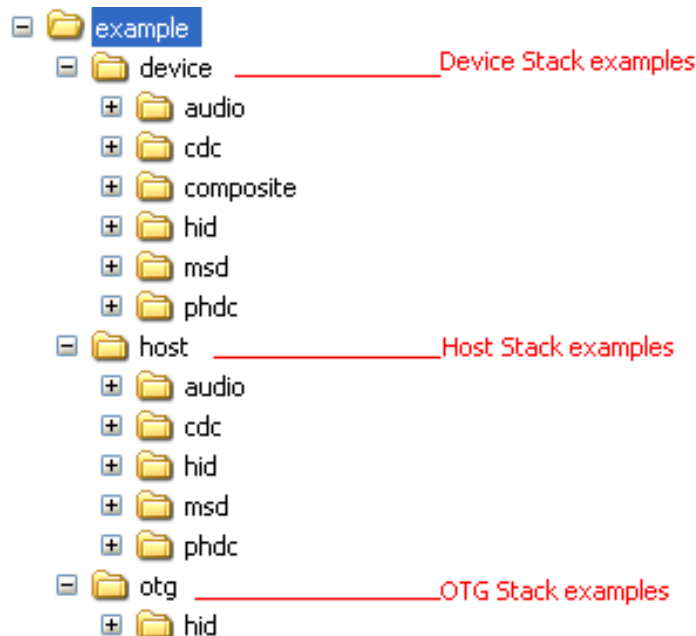 example
device Device Stack examples
audio
cdc
composite
hid
msd
phdc
host Host Stack examples
audio
cdc
hid
msd
phdc
otg OTG Stack examples
hid